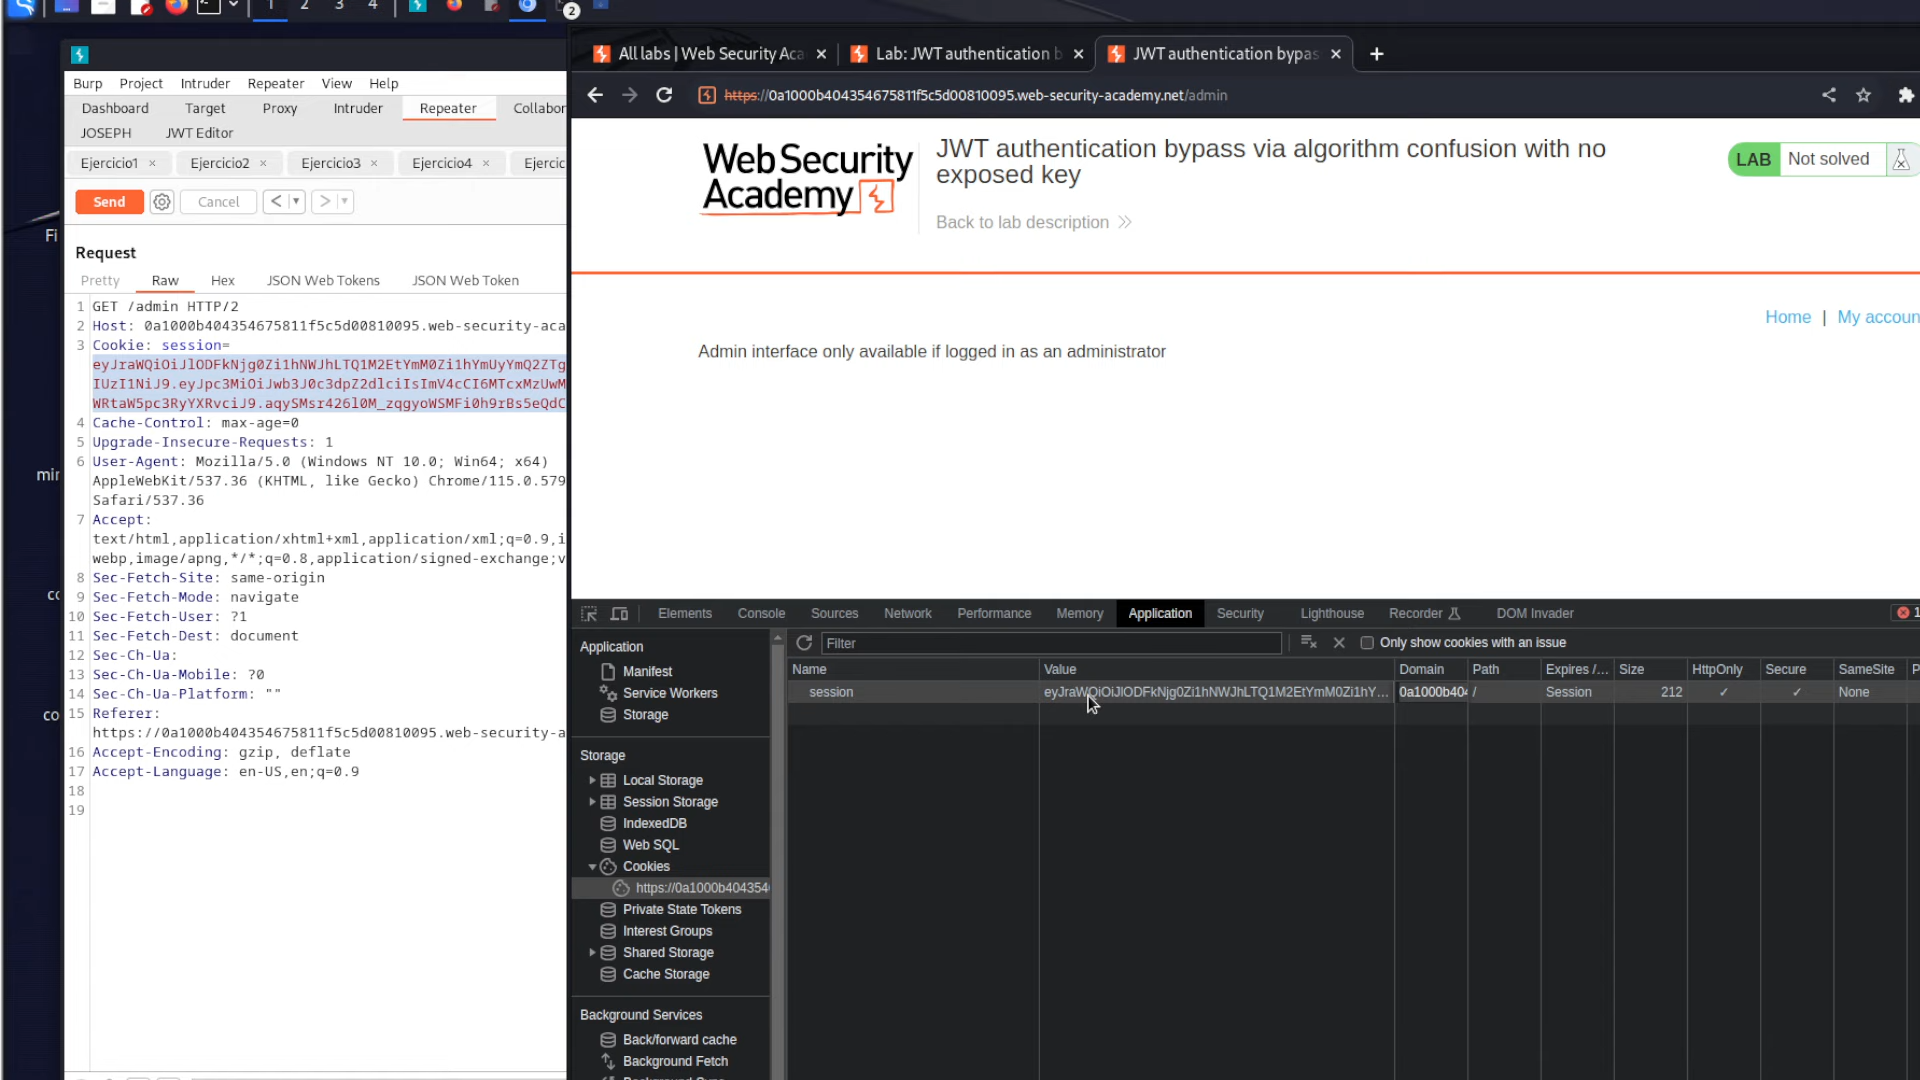 1 2 3 4
2
Burp Project Intruder Repeater View Help
Dashboard Target Proxy Intruder Repeater Collabor
JOSEPH JWT Editor
Ejercicio1 × Ejercicio2 × Ejercicio3 × Ejercicio4 × Ejercic
Send Cancel < >
Request
Pretty Raw Hex JSON Web Tokens JSON Web Token
1 GET /admin HTTP/2
2 Host: 0a1000b404354675811f5c5d00810095.web-security-aca
3 Cookie: session=
eyJraWQiOiJlODFkNjg0Zi1hNWJhLTQ1M2EtYmM0Zi1hYmUyYmQ2ZTg
IUzI1NiJ9.eyJpc3MiOiJwb3J0c3dpZ2dlciIsImV4cCI6MTcxMzUwM
WRtaW5pc3RyYXRvciJ9.aqySMsr426l0M_zqgyoWSMFi0h9rBs5eQdC
4 Cache-Control: max-age=0
5 Upgrade-Insecure-Requests: 1
6 User-Agent: Mozilla/5.0 (Windows NT 10.0; Win64; x64)
AppleWebKit/537.36 (KHTML, like Gecko) Chrome/115.0.579
Safari/537.36
7 Accept:
text/html,application/xhtml+xml,application/xml;q=0.9,i
webp,image/apng,*/*;q=0.8,application/signed-exchange;v
8 Sec-Fetch-Site: same-origin
9 Sec-Fetch-Mode: navigate
10 Sec-Fetch-User: ?1
11 Sec-Fetch-Dest: document
12 Sec-Ch-Ua:
13 Sec-Ch-Ua-Mobile: ?0
14 Sec-Ch-Ua-Platform: ""
15 Referer:
https://0a1000b404354675811f5c5d00810095.web-security-a
16 Accept-Encoding: gzip, deflate
17 Accept-Language: en-US,en;q=0.9
18
19
Fi
mir
cc
co
All labs | Web Security Aca × Lab: JWT authentication b × JWT authentication bypas × +
https://0a1000b404354675811f5c5d00810095.web-security-academy.net/admin
Web Security
Academy
JWT authentication bypass via algorithm confusion with no
exposed key
Back to lab description
LAB Not solved
Home | My accoun
Admin interface only available if logged in as an administrator
Elements Console Sources Network Performance Memory Application Security Lighthouse Recorder DOM Invader 1
Application
Manifest
Service Workers
Storage
Storage
Local Storage
Session Storage
IndexedDB
Web SQL
Cookies
https://0a1000b404354
Private State Tokens
Interest Groups
Shared Storage
Cache Storage
Background Services
Back/forward cache
Background Fetch
Filter Only show cookies with an issue
Name Value Domain Path Expires /... Size HttpOnly Secure SameSite P
session eyJraWQiOiJlODFkNjg0Zi1hNWJhLTQ1M2EtYmM0Zi1hY... 0a1000b404 / Session 212 ✓ ✓ None